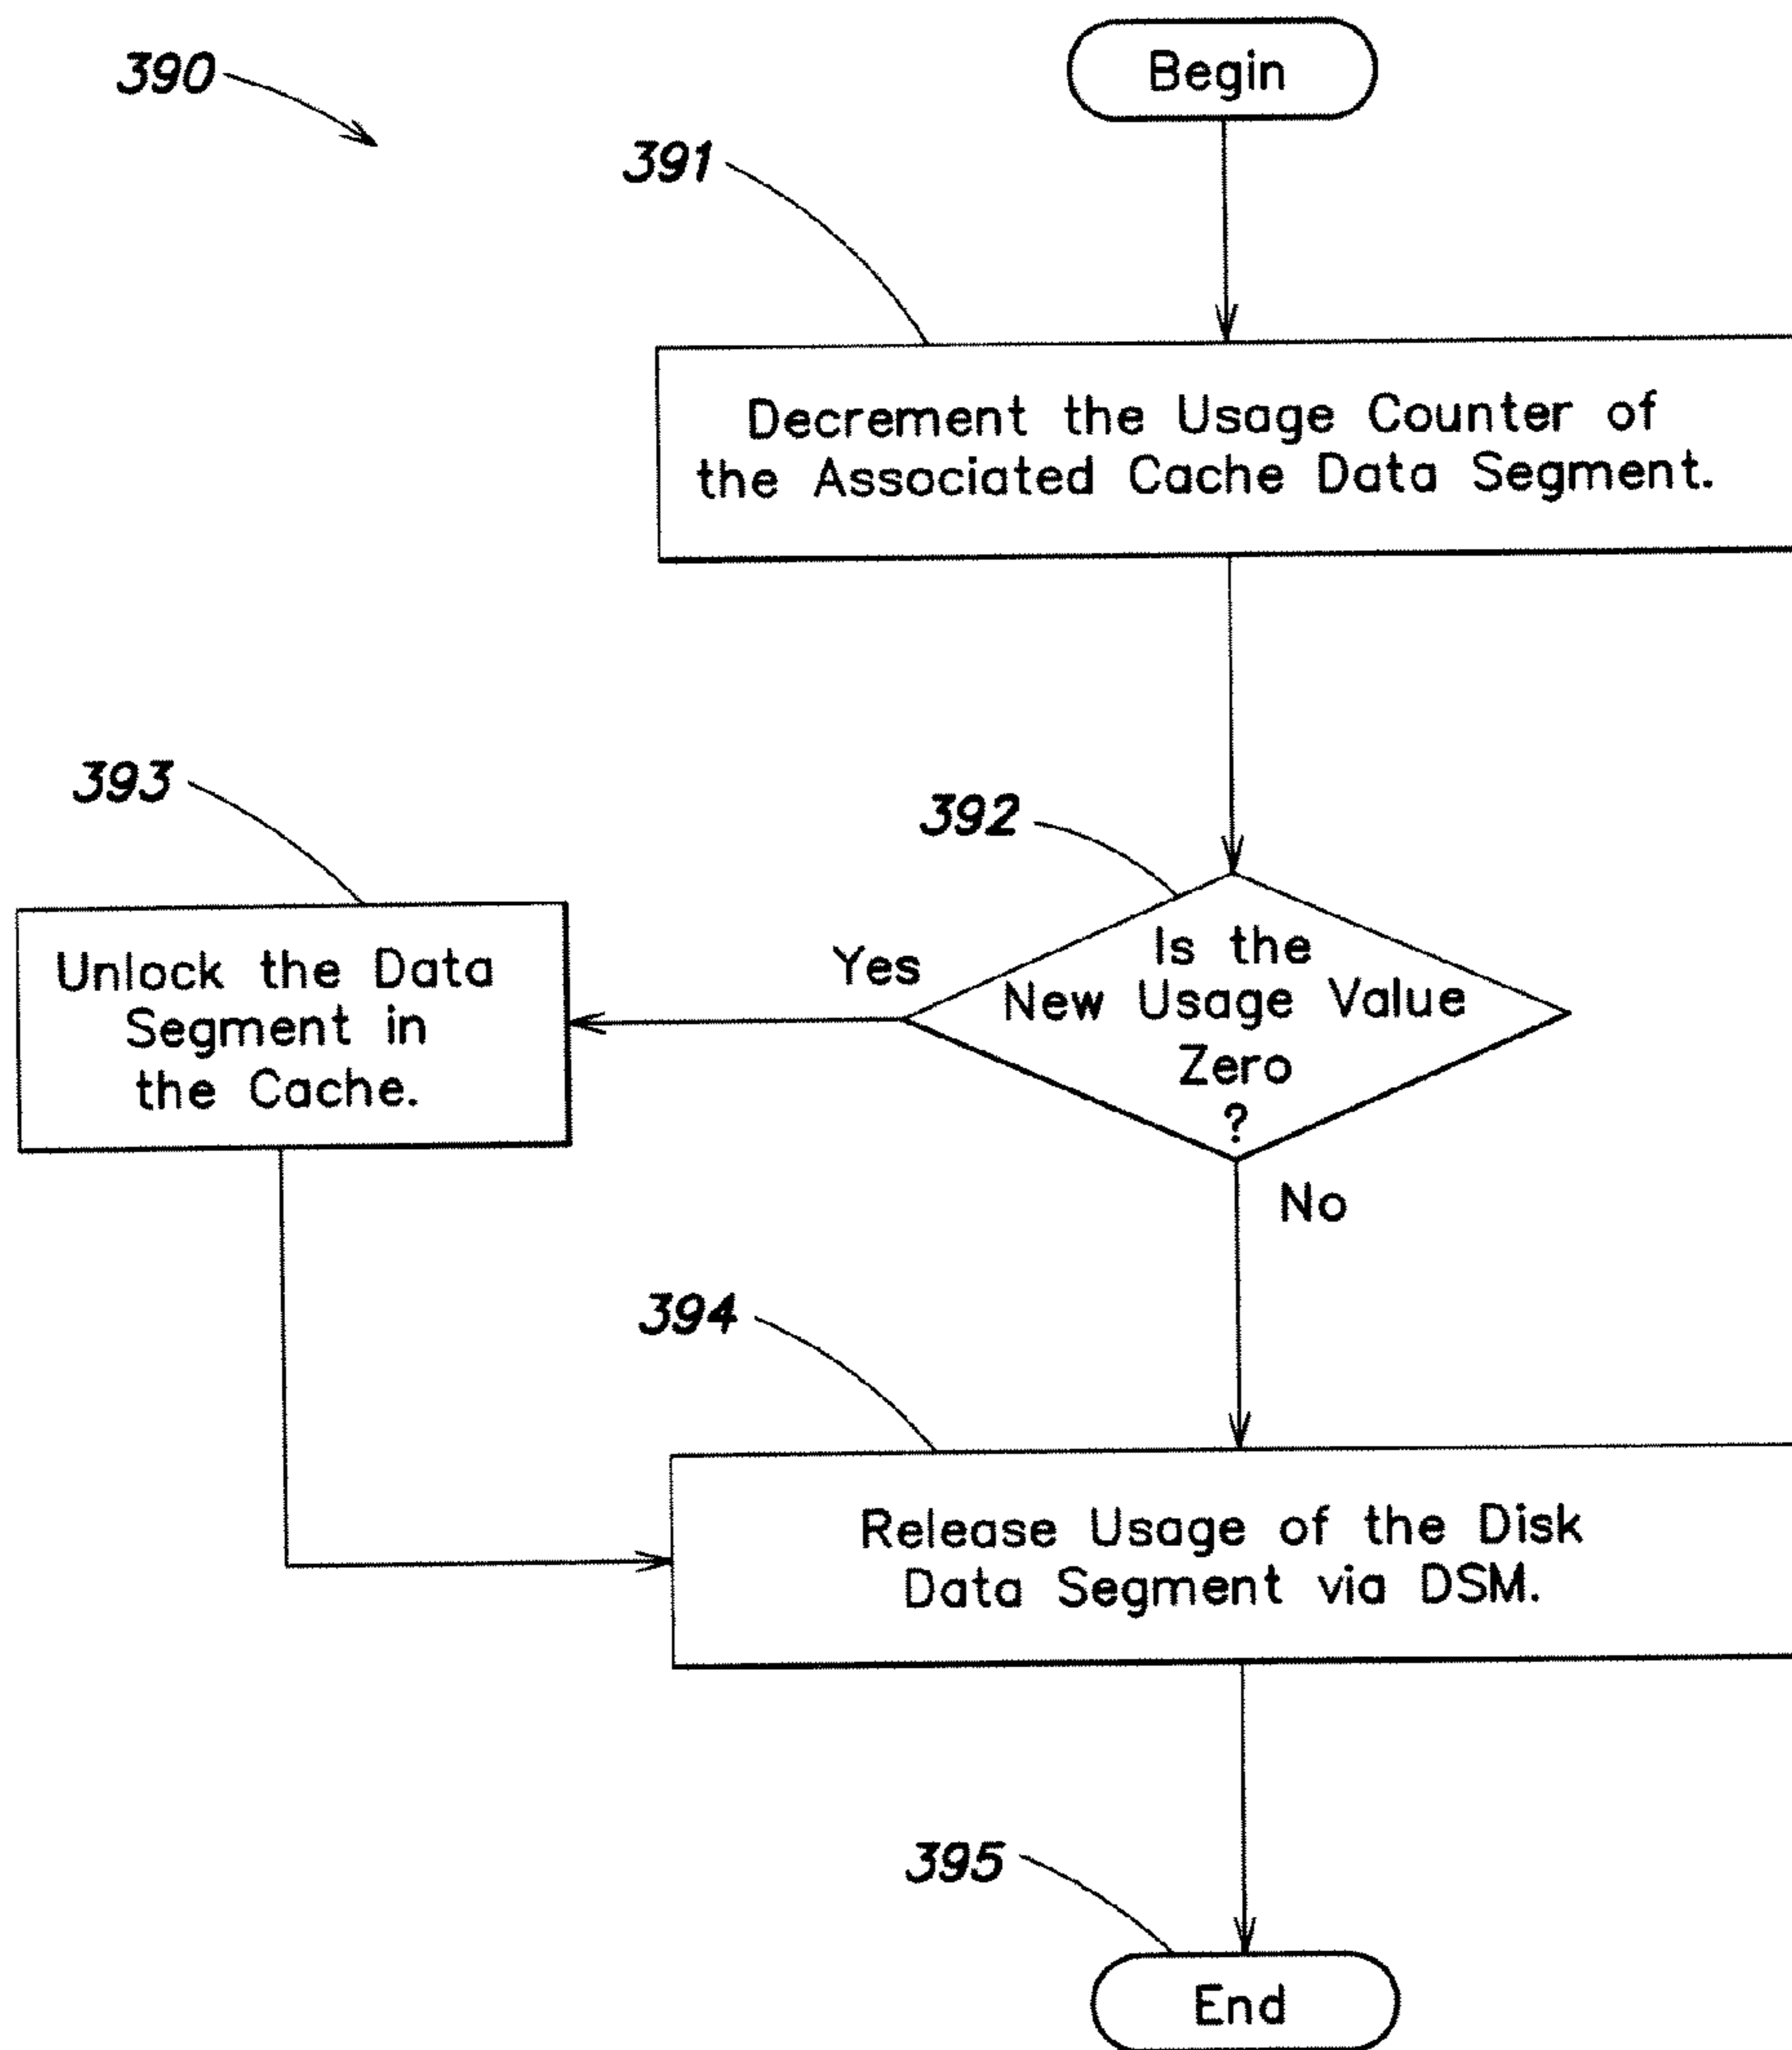 390
Begin
391
Decrement the Usage Counter of
the Associated Cache Data Segment.
393
392
Unlock the Data
Segment in
the Cache.
Yes
Is the
New Usage Value
Zero
?
No
394
Release Usage of the Disk
Data Segment via DSM.
395
End